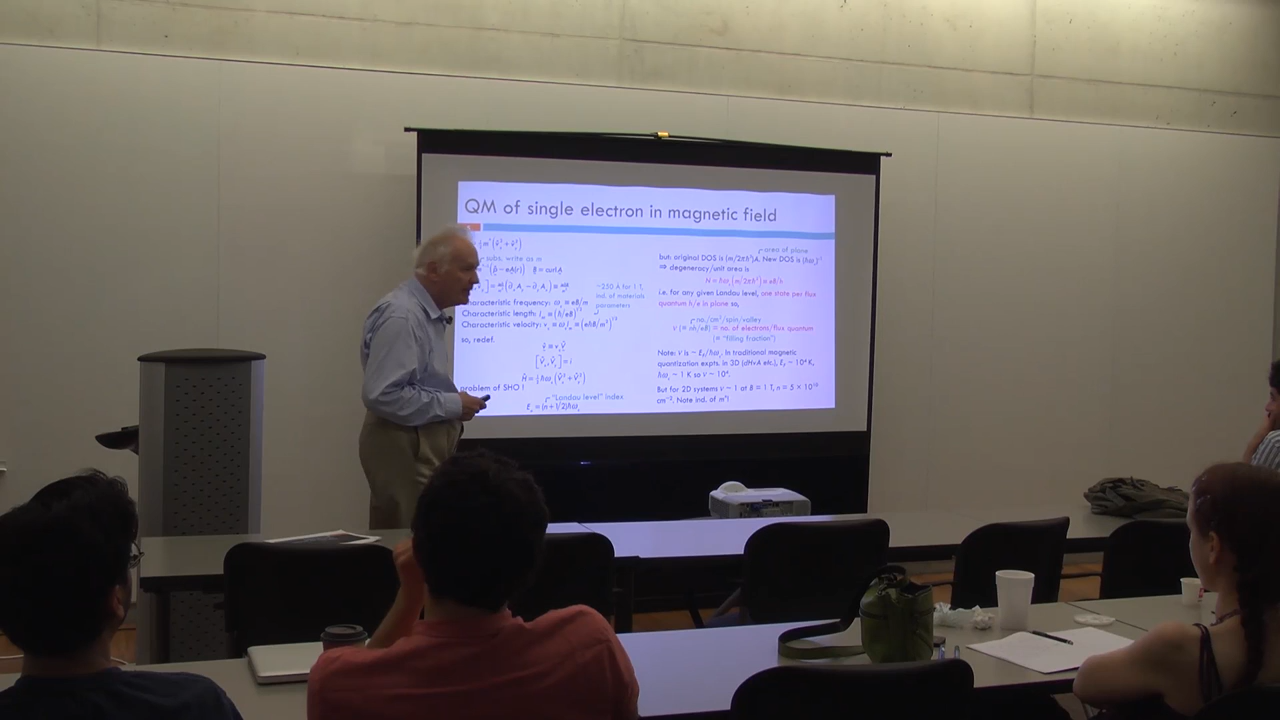 QM of single electron in magnetic field
subs. write as m
B = curl A
Characteristic frequency: ω_c ≡ eB/m
Characteristic length: l_m ≡ (ħ/eB)^1/2
Characteristic velocity: v_c ≡ ω_c l_m ≡ (eħB/m²)^1/2
~250 Å for 1 T,
ind. of materials
parameters
so, redef.
problem of SHO !
"Landau level" index
E_n = (n+1/2)ħω_c
area of plane
but: original DOS is (m/2πħ²)A. New DOS is (ħω_c)⁻¹
⇒ degeneracy/unit area is
N = ħω_c(m/2πħ²) ≡ eB/h
i.e. for any given Landau level, one state per flux
quantum h/e in plane so,
no./cm²/spin/valley
ν (≡ nh/eB) = no. of electrons/flux quantum
(≡ "filling fraction")
Note: ν is ~ E_F/ħω_c. In traditional magnetic
quantization expts. in 3D (dHvA etc.), E_F ~ 10⁴ K,
ħω_c ~ 1 K so ν ~ 10⁴.
But for 2D systems ν ~ 1 at B = 1 T, n = 5 × 10¹⁰
cm⁻². Note ind. of m*!